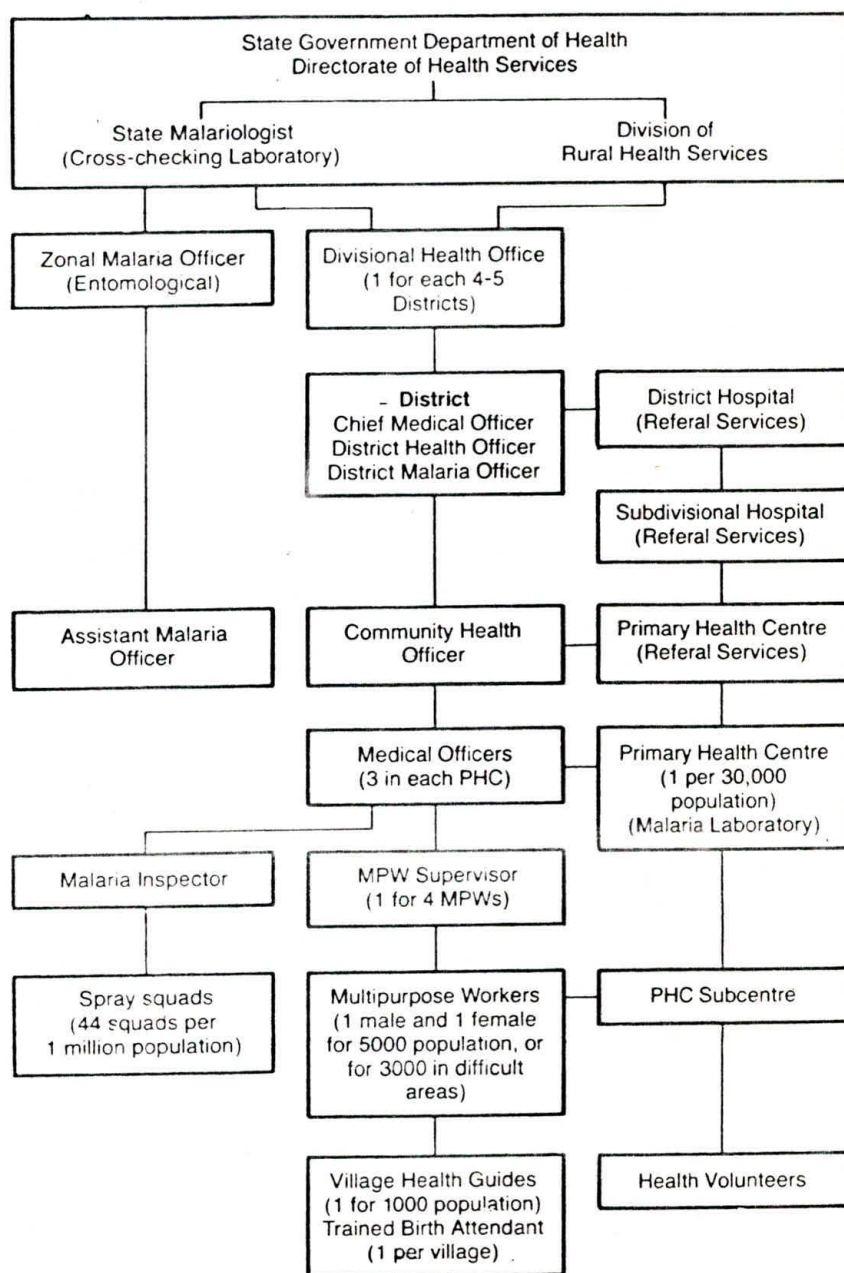 State Government Department of Health
Directorate of Health Services
State Malariologist
(Cross-checking Laboratory)
Division of
Rural Health Services
Zonal Malaria Officer
(Entomological)
Divisional Health Office
(1 for each 4-5
Districts)
District
Chief Medical Officer
District Health Officer
District Malaria Officer
District Hospital
(Referal Services)
Subdivisional Hospital
(Referal Services)
Assistant Malaria
Officer
Community Health
Officer
Primary Health Centre
(Referal Services)
Medical Officers
(3 in each PHC)
Primary Health Centre
(1 per 30,000
population)
(Malaria Laboratory)
Malaria Inspector
MPW Supervisor
(1 for 4 MPWs)
Spray squads
(44 squads per
1 million population)
Multipurpose Workers
(1 male and 1 female
for 5000 population, or
for 3000 in difficult
areas)
PHC Subcentre
Village Health Guides
(1 for 1000 population)
Trained Birth Attendant
(1 per village)
Health Volunteers